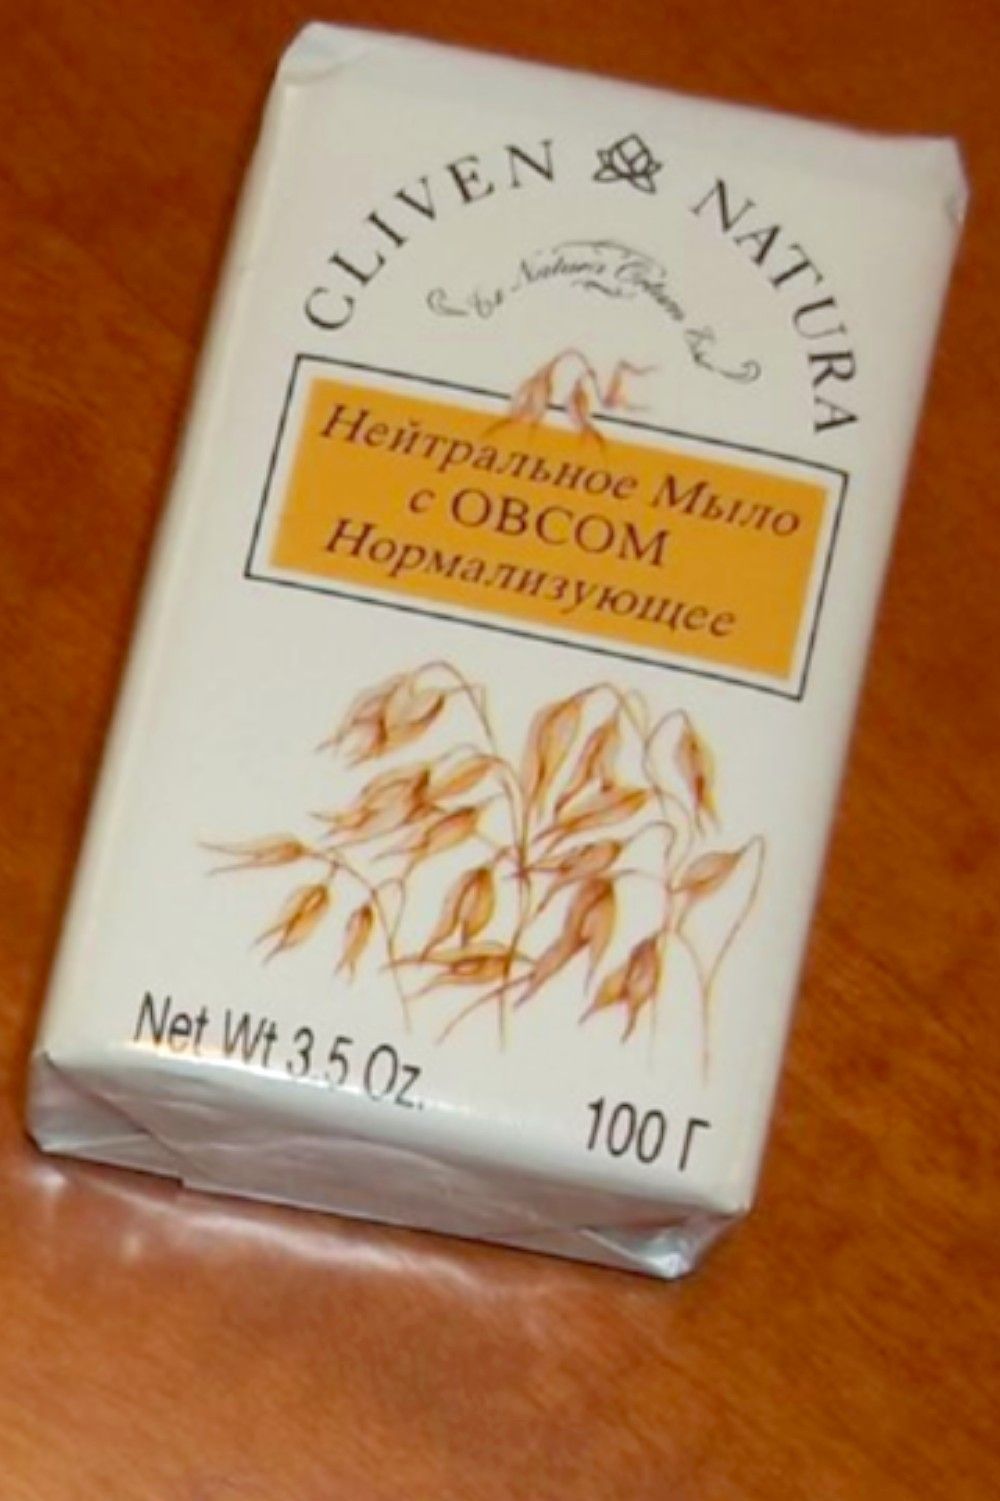 CLIVEN NATURA
Нейтральное Мыло
с ОВСОМ
Нормализующее
Net Wt 3.5 Oz.
100 Г